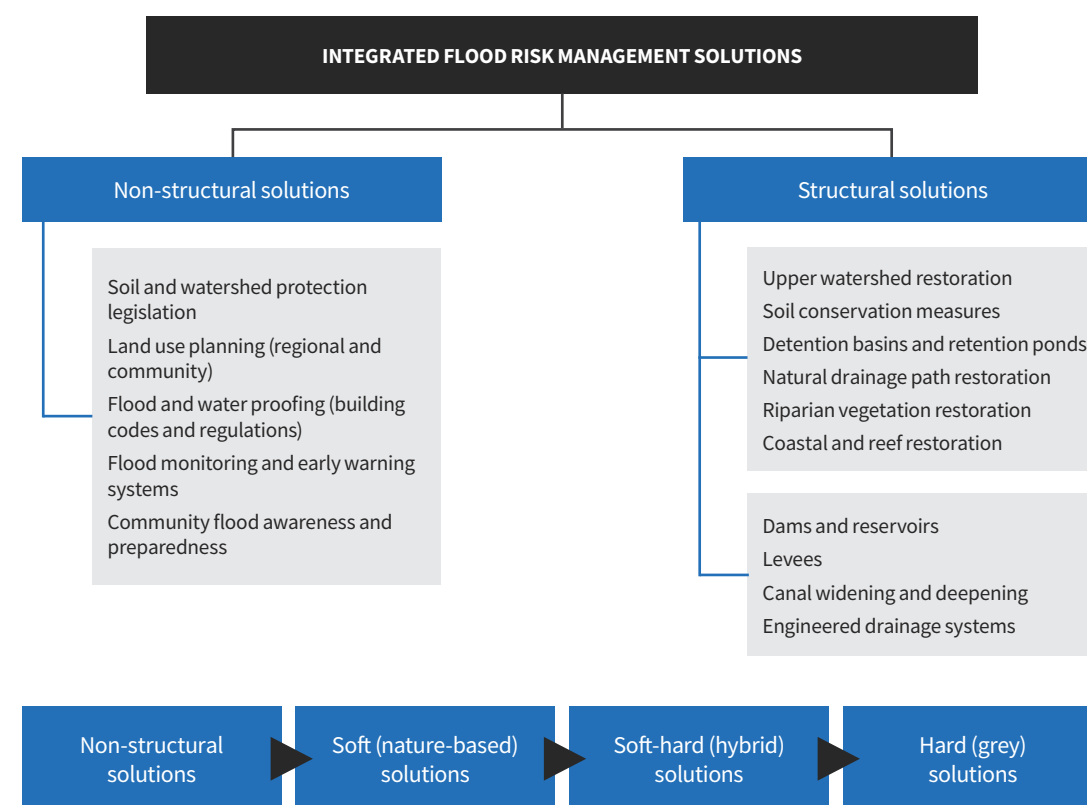 INTEGRATED FLOOD RISK MANAGEMENT SOLUTIONS
Non-structural solutions
Soil and watershed protection
legislation
Land use planning (regional and
community)
Flood and water proofing (building
codes and regulations)
Flood monitoring and early warning
systems
Community flood awareness and
preparedness
Structural solutions
Upper watershed restoration
Soil conservation measures
Detention basins and retention ponds
Natural drainage path restoration
Riparian vegetation restoration
Coastal and reef restoration
Dams and reservoirs
Levees
Canal widening and deepening
Engineered drainage systems
Non-structural
solutions
Soft (nature-based)
solutions
Soft-hard (hybrid)
solutions
Hard (grey)
solutions